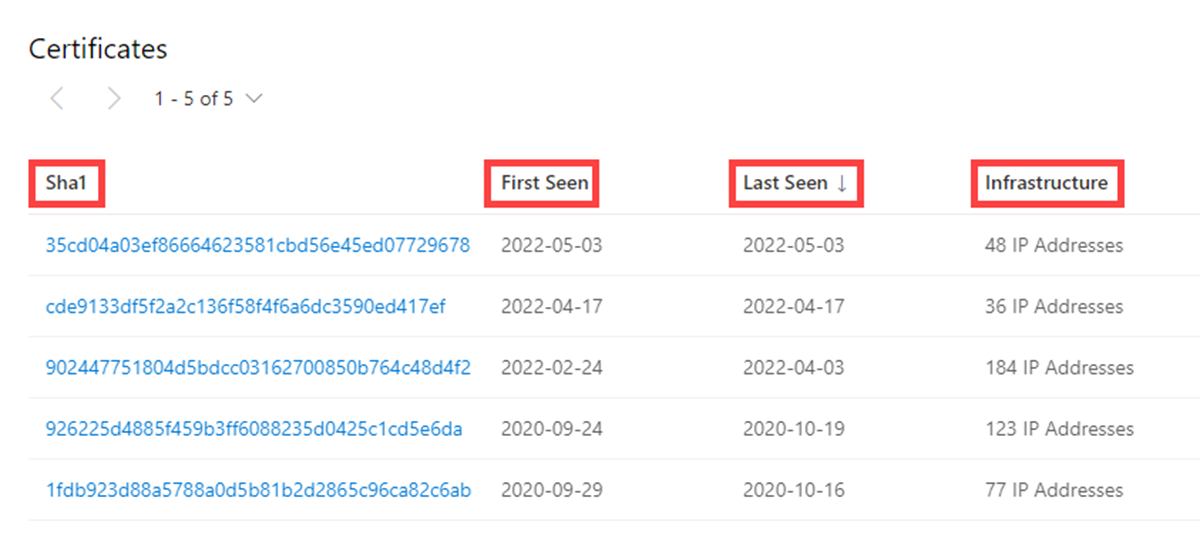 Certificates
1 - 5 of 5
Sha1 First Seen Last Seen ↓ Infrastructure
35cd04a03ef86664623581cbd56e45ed07729678 2022-05-03 2022-05-03 48 IP Addresses
cde9133df5f2a2c136f58f4f6a6dc3590ed417ef 2022-04-17 2022-04-17 36 IP Addresses
902447751804d5bdcc03162700850b764c48d4f2 2022-02-24 2022-04-03 184 IP Addresses
926225d4885f459b3ff6088235d0425c1cd5e6da 2020-09-24 2020-10-19 123 IP Addresses
1fdb923d88a5788a0d5b81b2d2865c96ca82c6ab 2020-09-29 2020-10-16 77 IP Addresses